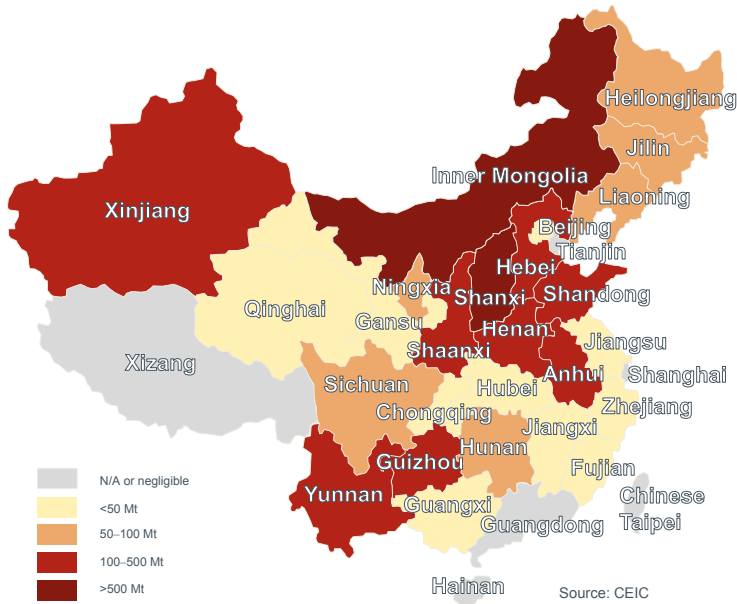 Heilongjiang
Jilin
Inner Mongolia
Liaoning
Xinjiang
Beijing
Tianjin
Hebei
Ningxia
Shanxi
Shandong
Qinghai
Gansu
Henan
Jiangsu
Shaanxi
Xizang
Anhui
Shanghai
Sichuan
Hubei
Zhejiang
Chongqing
Jiangxi
Hunan
Guizhou
Fujian
N/A or negligible
<50 Mt
50–100 Mt
100–500 Mt
>500 Mt
Yunnan
Guangxi
Guangdong
Chinese
Taipei
Hainan
Source: CEIC